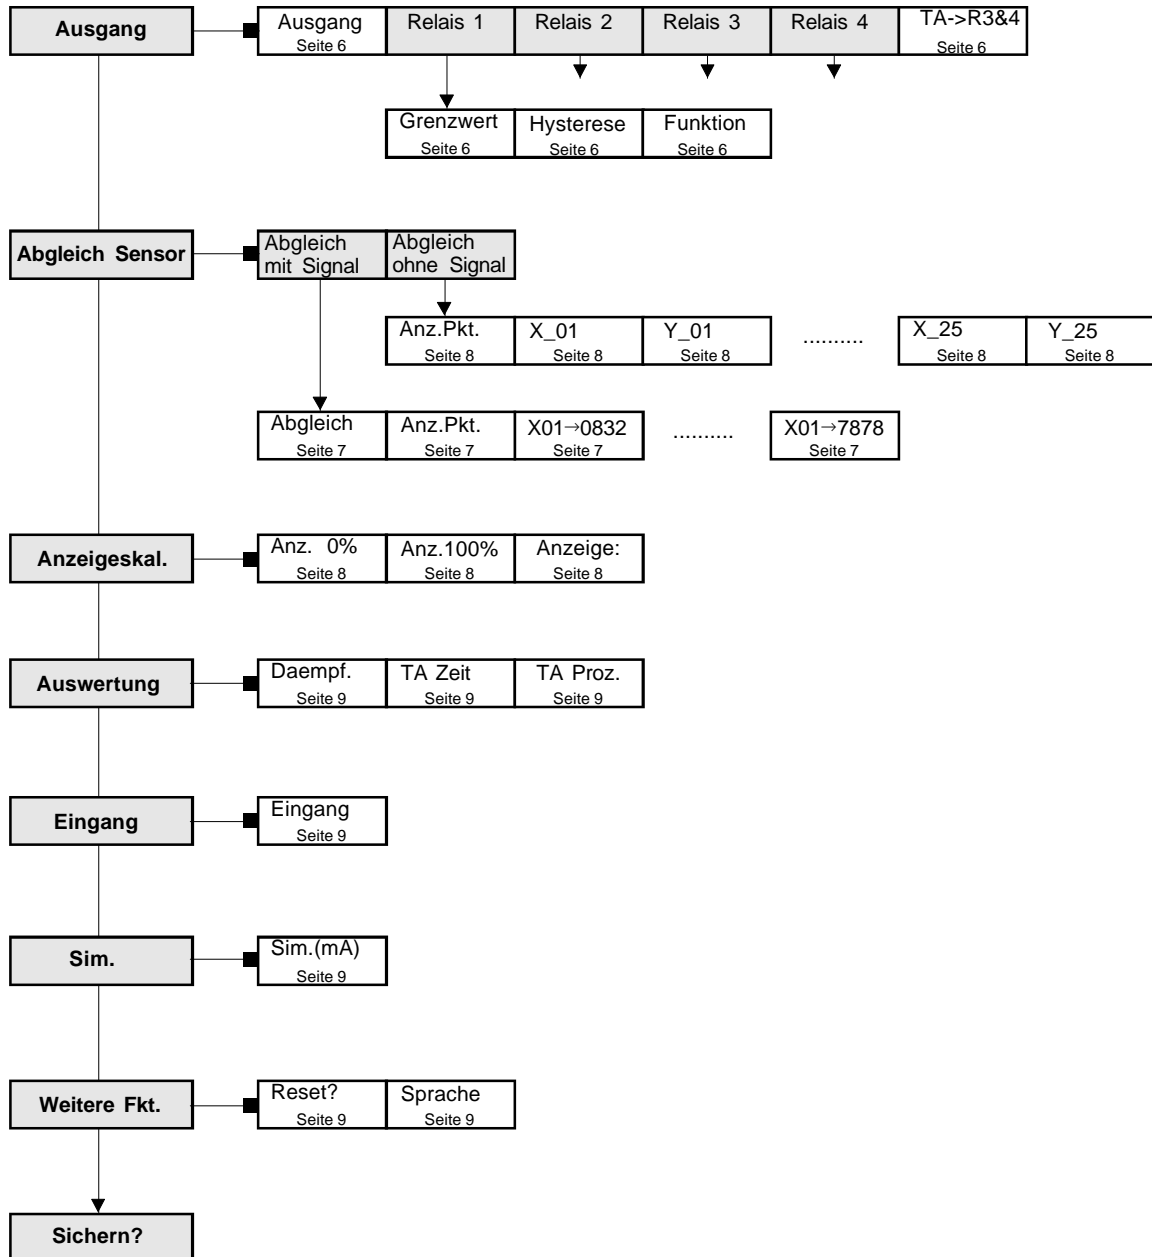 Ausgang
Ausgang
Seite 6
Relais 1
Relais 2
Relais 3
Relais 4
TA->R3&4
Seite 6
Grenzwert
Seite 6
Hysterese
Seite 6
Funktion
Seite 6
Abgleich Sensor
Abgleich
mit Signal
Abgleich
ohne Signal
Anz.Pkt.
Seite 8
X_01
Seite 8
Y_01
Seite 8
..........
X_25
Seite 8
Y_25
Seite 8
Abgleich
Seite 7
Anz.Pkt.
Seite 7
X01→0832
Seite 7
..........
X01→7878
Seite 7
Anzeigeskal.
Anz. 0%
Seite 8
Anz.100%
Seite 8
Anzeige:
Seite 8
Auswertung
Daempf.
Seite 9
TA Zeit
Seite 9
TA Proz.
Seite 9
Eingang
Eingang
Seite 9
Sim.
Sim.(mA)
Seite 9
Weitere Fkt.
Reset?
Seite 9
Sprache
Seite 9
Sichern?